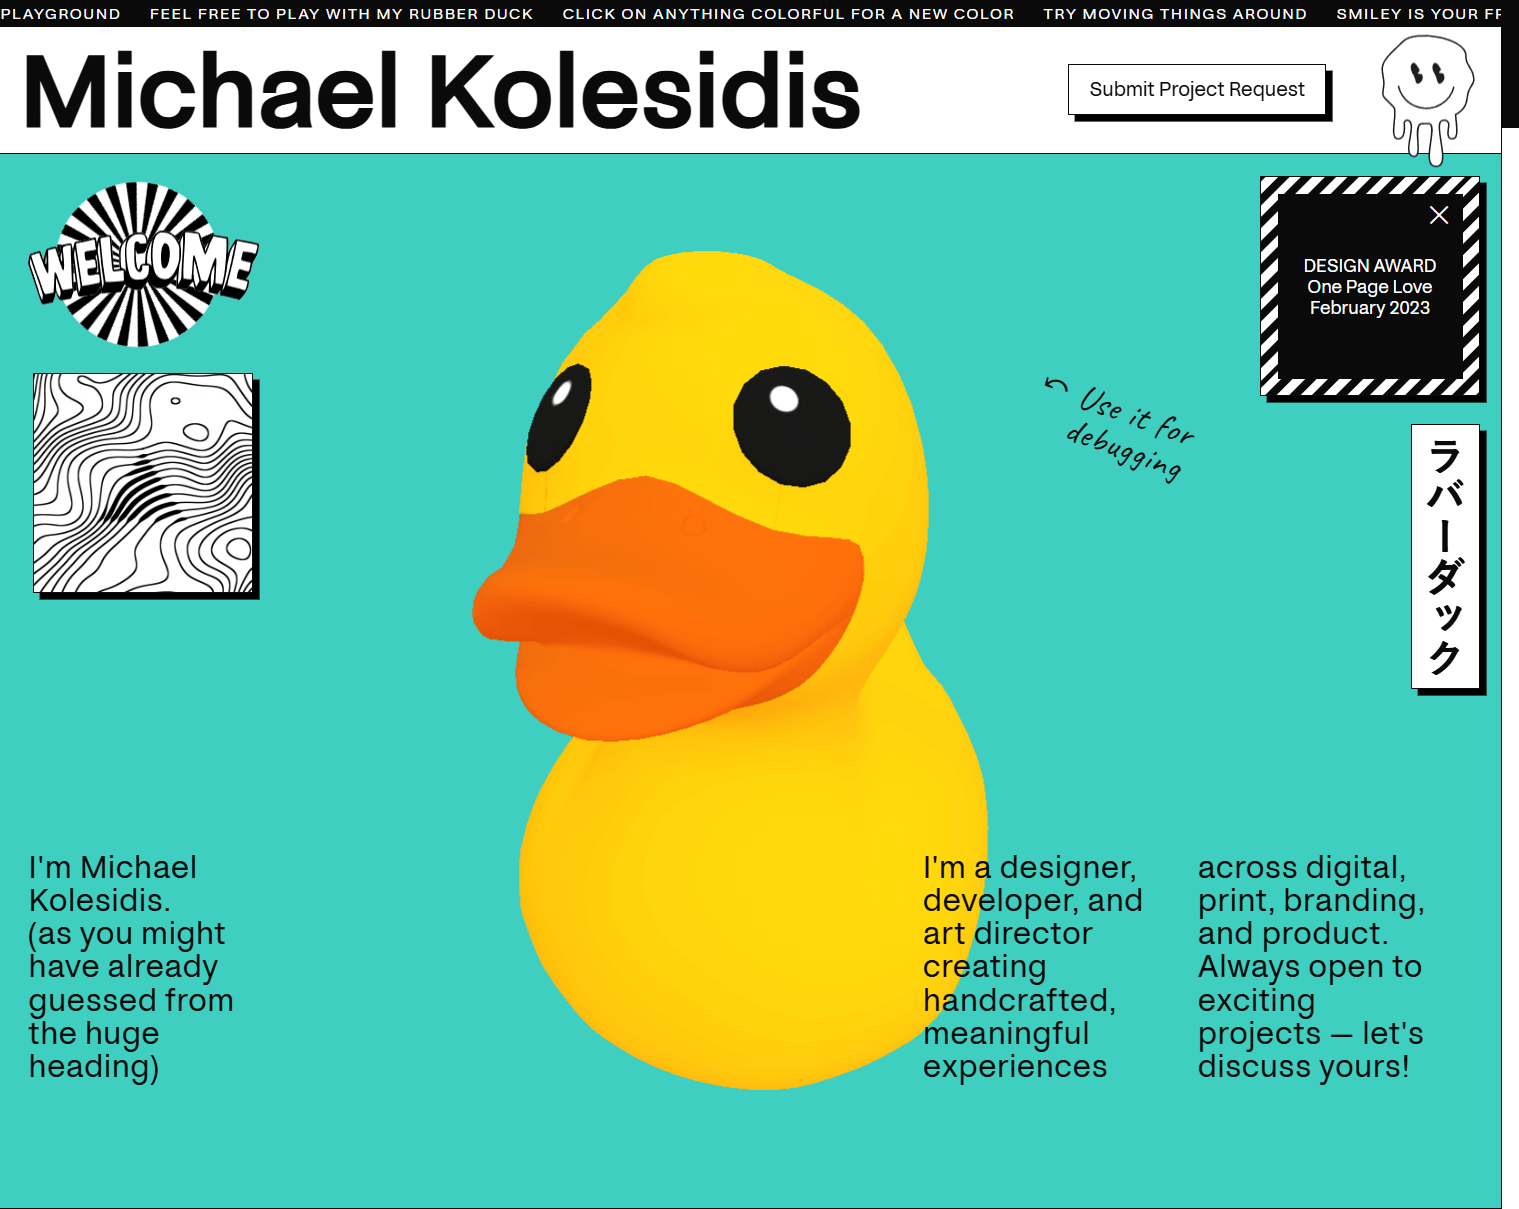 PLAYGROUND FEEL FREE TO PLAY WITH MY RUBBER DUCK CLICK ON ANYTHING COLORFUL FOR A NEW COLOR TRY MOVING THINGS AROUND SMILEY IS YOUR
Michael Kolesidis
Submit Project Request
WELCOME
DESIGN AWARD
One Page Love
February 2023
Use it for
debugging
ラバーダック
I'm Michael
Kolesidis.
(as you might
have already
guessed from
the huge
heading)
I'm a designer,
developer, and
art director
creating
handcrafted,
meaningful
experiences
across digital,
print, branding,
and product.
Always open to
exciting
projects — let's
discuss yours!